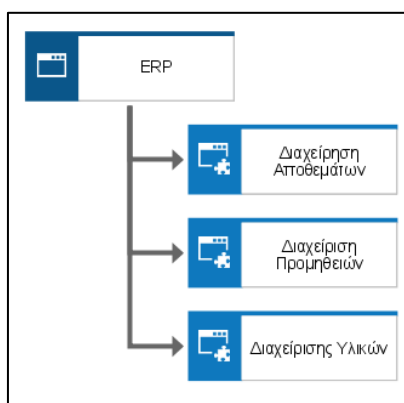 ERP
Διαχείρηση
Αποθεμάτων
Διαχείριση
Προμηθειών
Διαχείρισης Υλικών